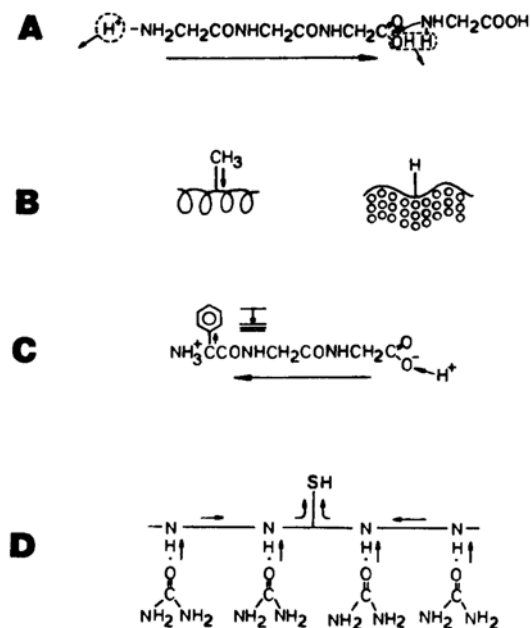 A H⁺ -NH₂CH₂CONHCH₂CONHCH₂C O OH H NHCH₂COOH
B CH₃ H
C NH₃⁺ CCONHCH₂CONHCH₂C O O⁻ H⁺
SH
D -N N N N-
H H H H
O O O O
C C C C
NH₂ NH₂ NH₂ NH₂ NH₂ NH₂ NH₂ NH₂